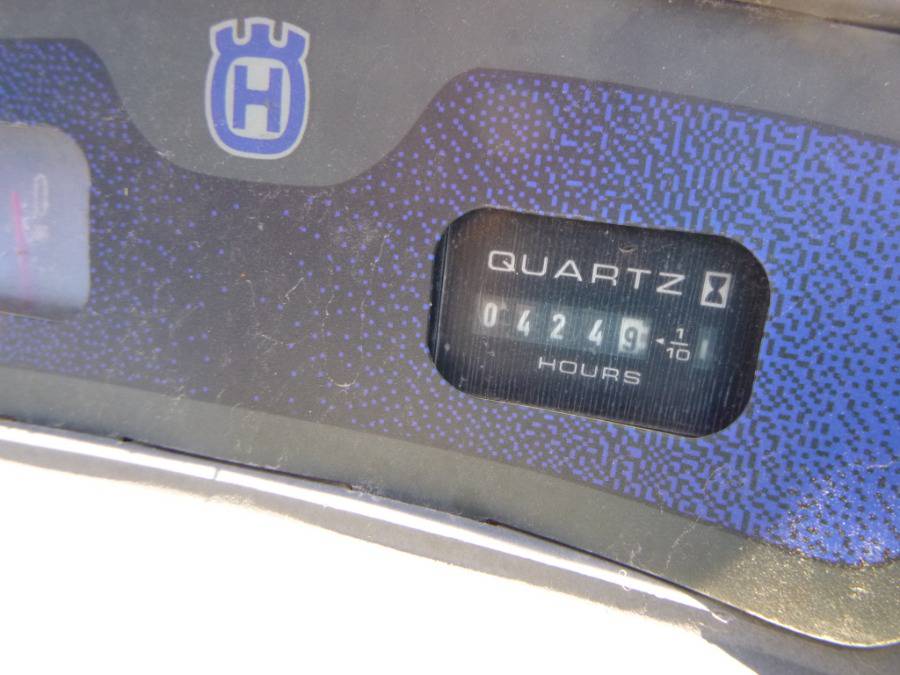 H
QUARTZ
04249 1/10
HOURS